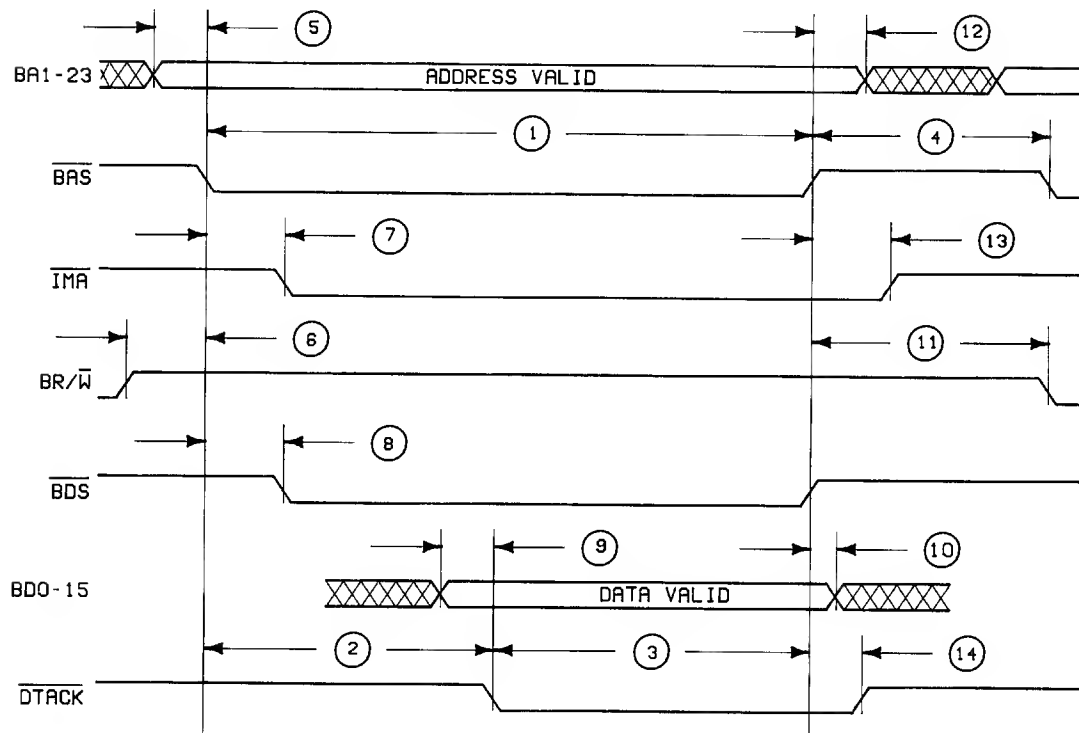 5
12
BA1-23
ADDRESS VALID
1
4
BAS
7
13
IMA
6
11
BR/W
8
BDS
9
10
BD0-15
DATA VALID
2
3
14
DTACK